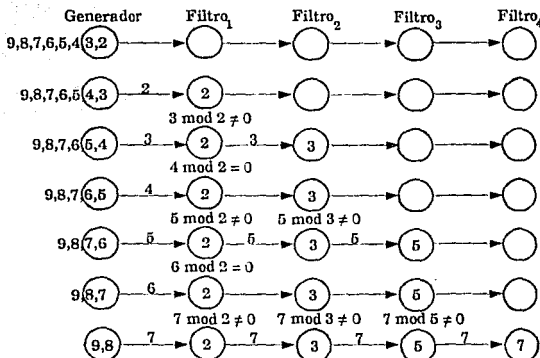 Generador Filtro1 Filtro2 Filtro3 Filtro4
9,8,7,6,5,4 3,2
9,8,7,6,5 4,3 2 2
3 mod 2 ≠ 0
9,8,7,6 5,4 3 2 3 3
4 mod 2 = 0
9,8,7 6,5 4 2 3
5 mod 2 ≠ 0 5 mod 3 ≠ 0
9,8 7,6 5 2 5 3 5 5
6 mod 2 = 0
9 8,7 6 2 3 5
7 mod 2 ≠ 0 7 mod 3 ≠ 0 7 mod 5 ≠ 0
9,8 7 2 7 3 7 5 7 7